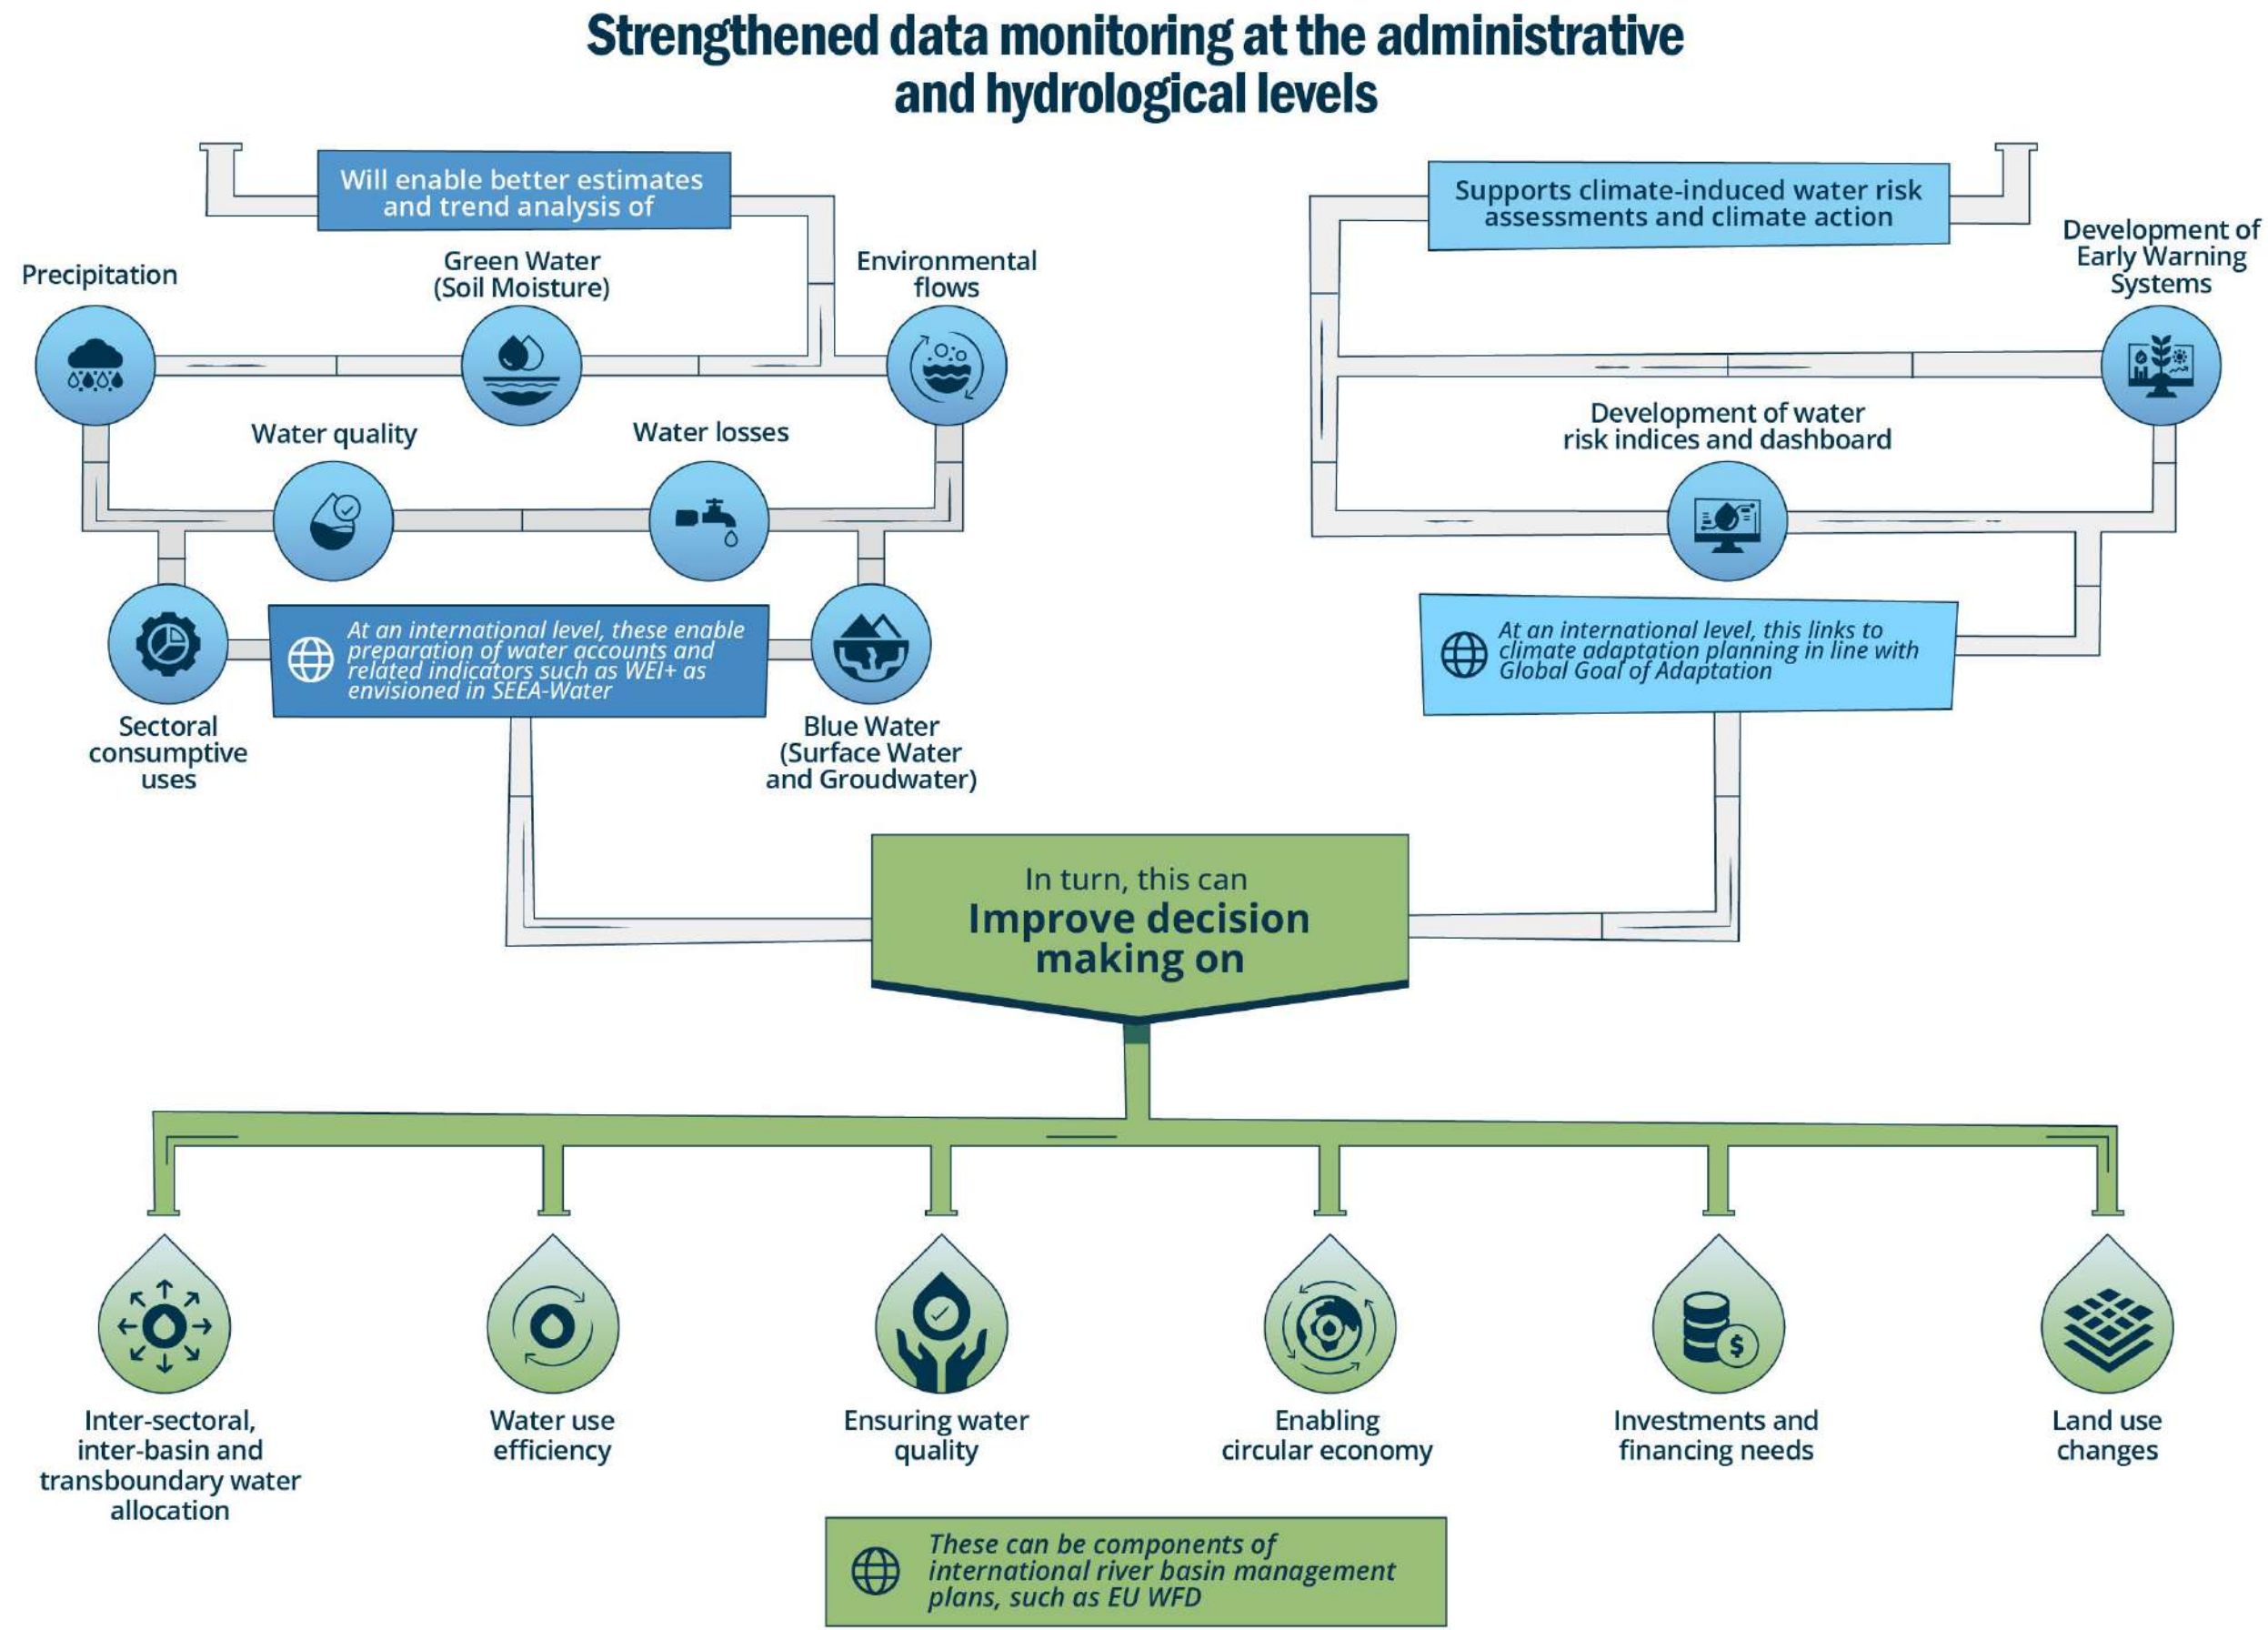 Strengthened data monitoring at the administrative
and hydrological levels
Will enable better estimates
and trend analysis of
Precipitation
Green Water
(Soil Moisture)
Environmental
flows
Water quality
Water losses
At an international level, these enable
preparation of water accounts and
related indicators such as WEI+ as
envisioned in SEEA-Water
Sectoral
consumptive
uses
Blue Water
(Surface Water
and Groudwater)
Supports climate-induced water risk
assessments and climate action
Development of
Early Warning
Systems
Development of water
risk indices and dashboard
At an international level, this links to
climate adaptation planning in line with
Global Goal of Adaptation
In turn, this can
Improve decision
making on
Inter-sectoral,
inter-basin and
transboundary water
allocation
Water use
efficiency
Ensuring water
quality
Enabling
circular economy
$
Investments and
financing needs
Land use
changes
These can be components of
international river basin management
plans, such as EU WFD